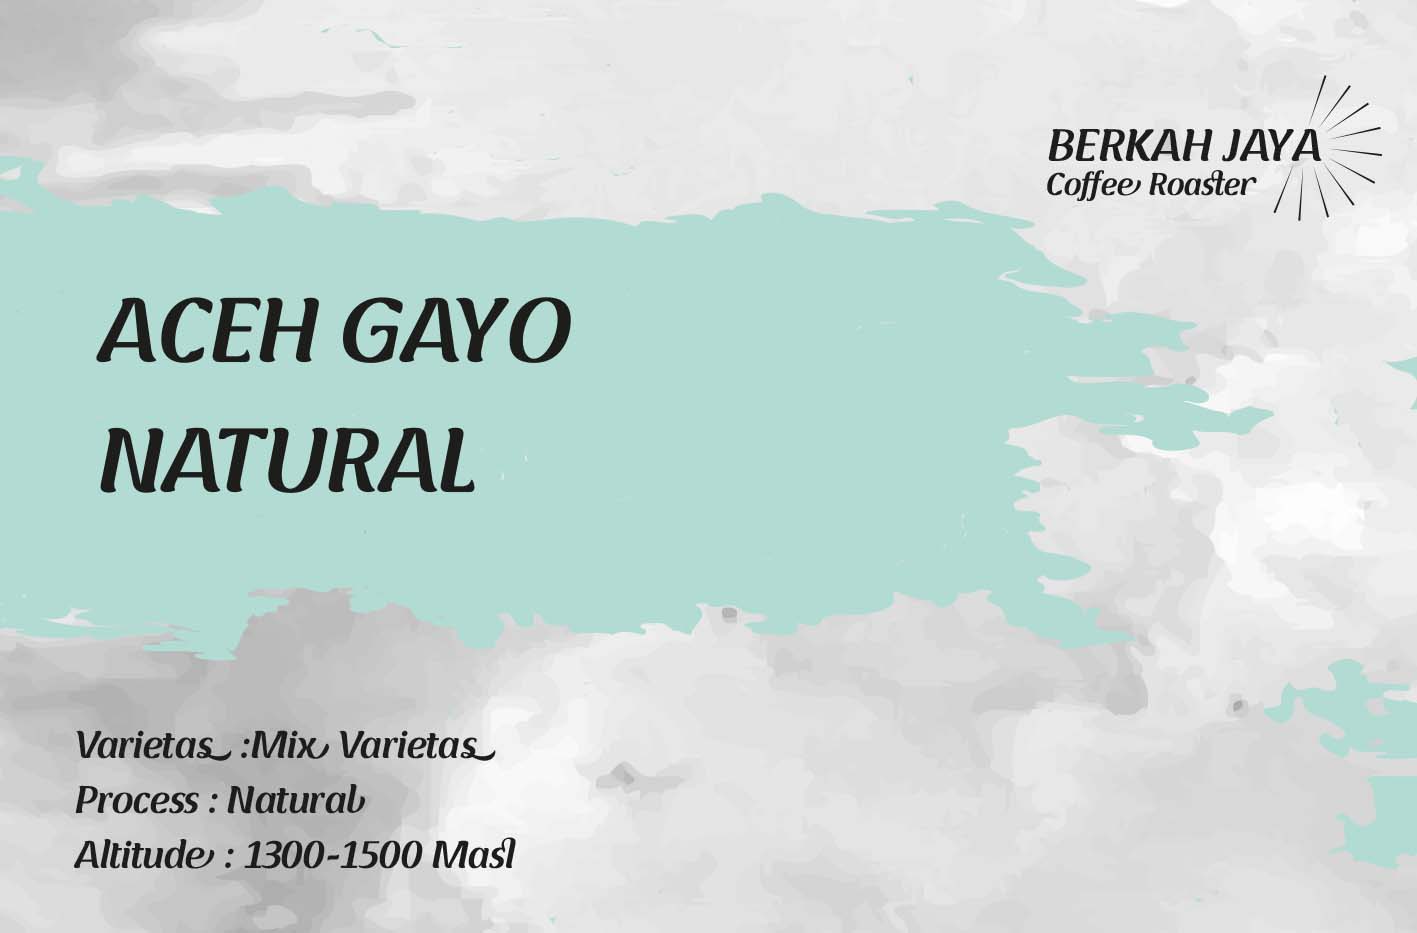 BERKAH JAYA
Coffee Roaster
ACEH GAYO
NATURAL
Varietas :Mix Varietas
Process : Natural
Altitude : 1300-1500 Masl